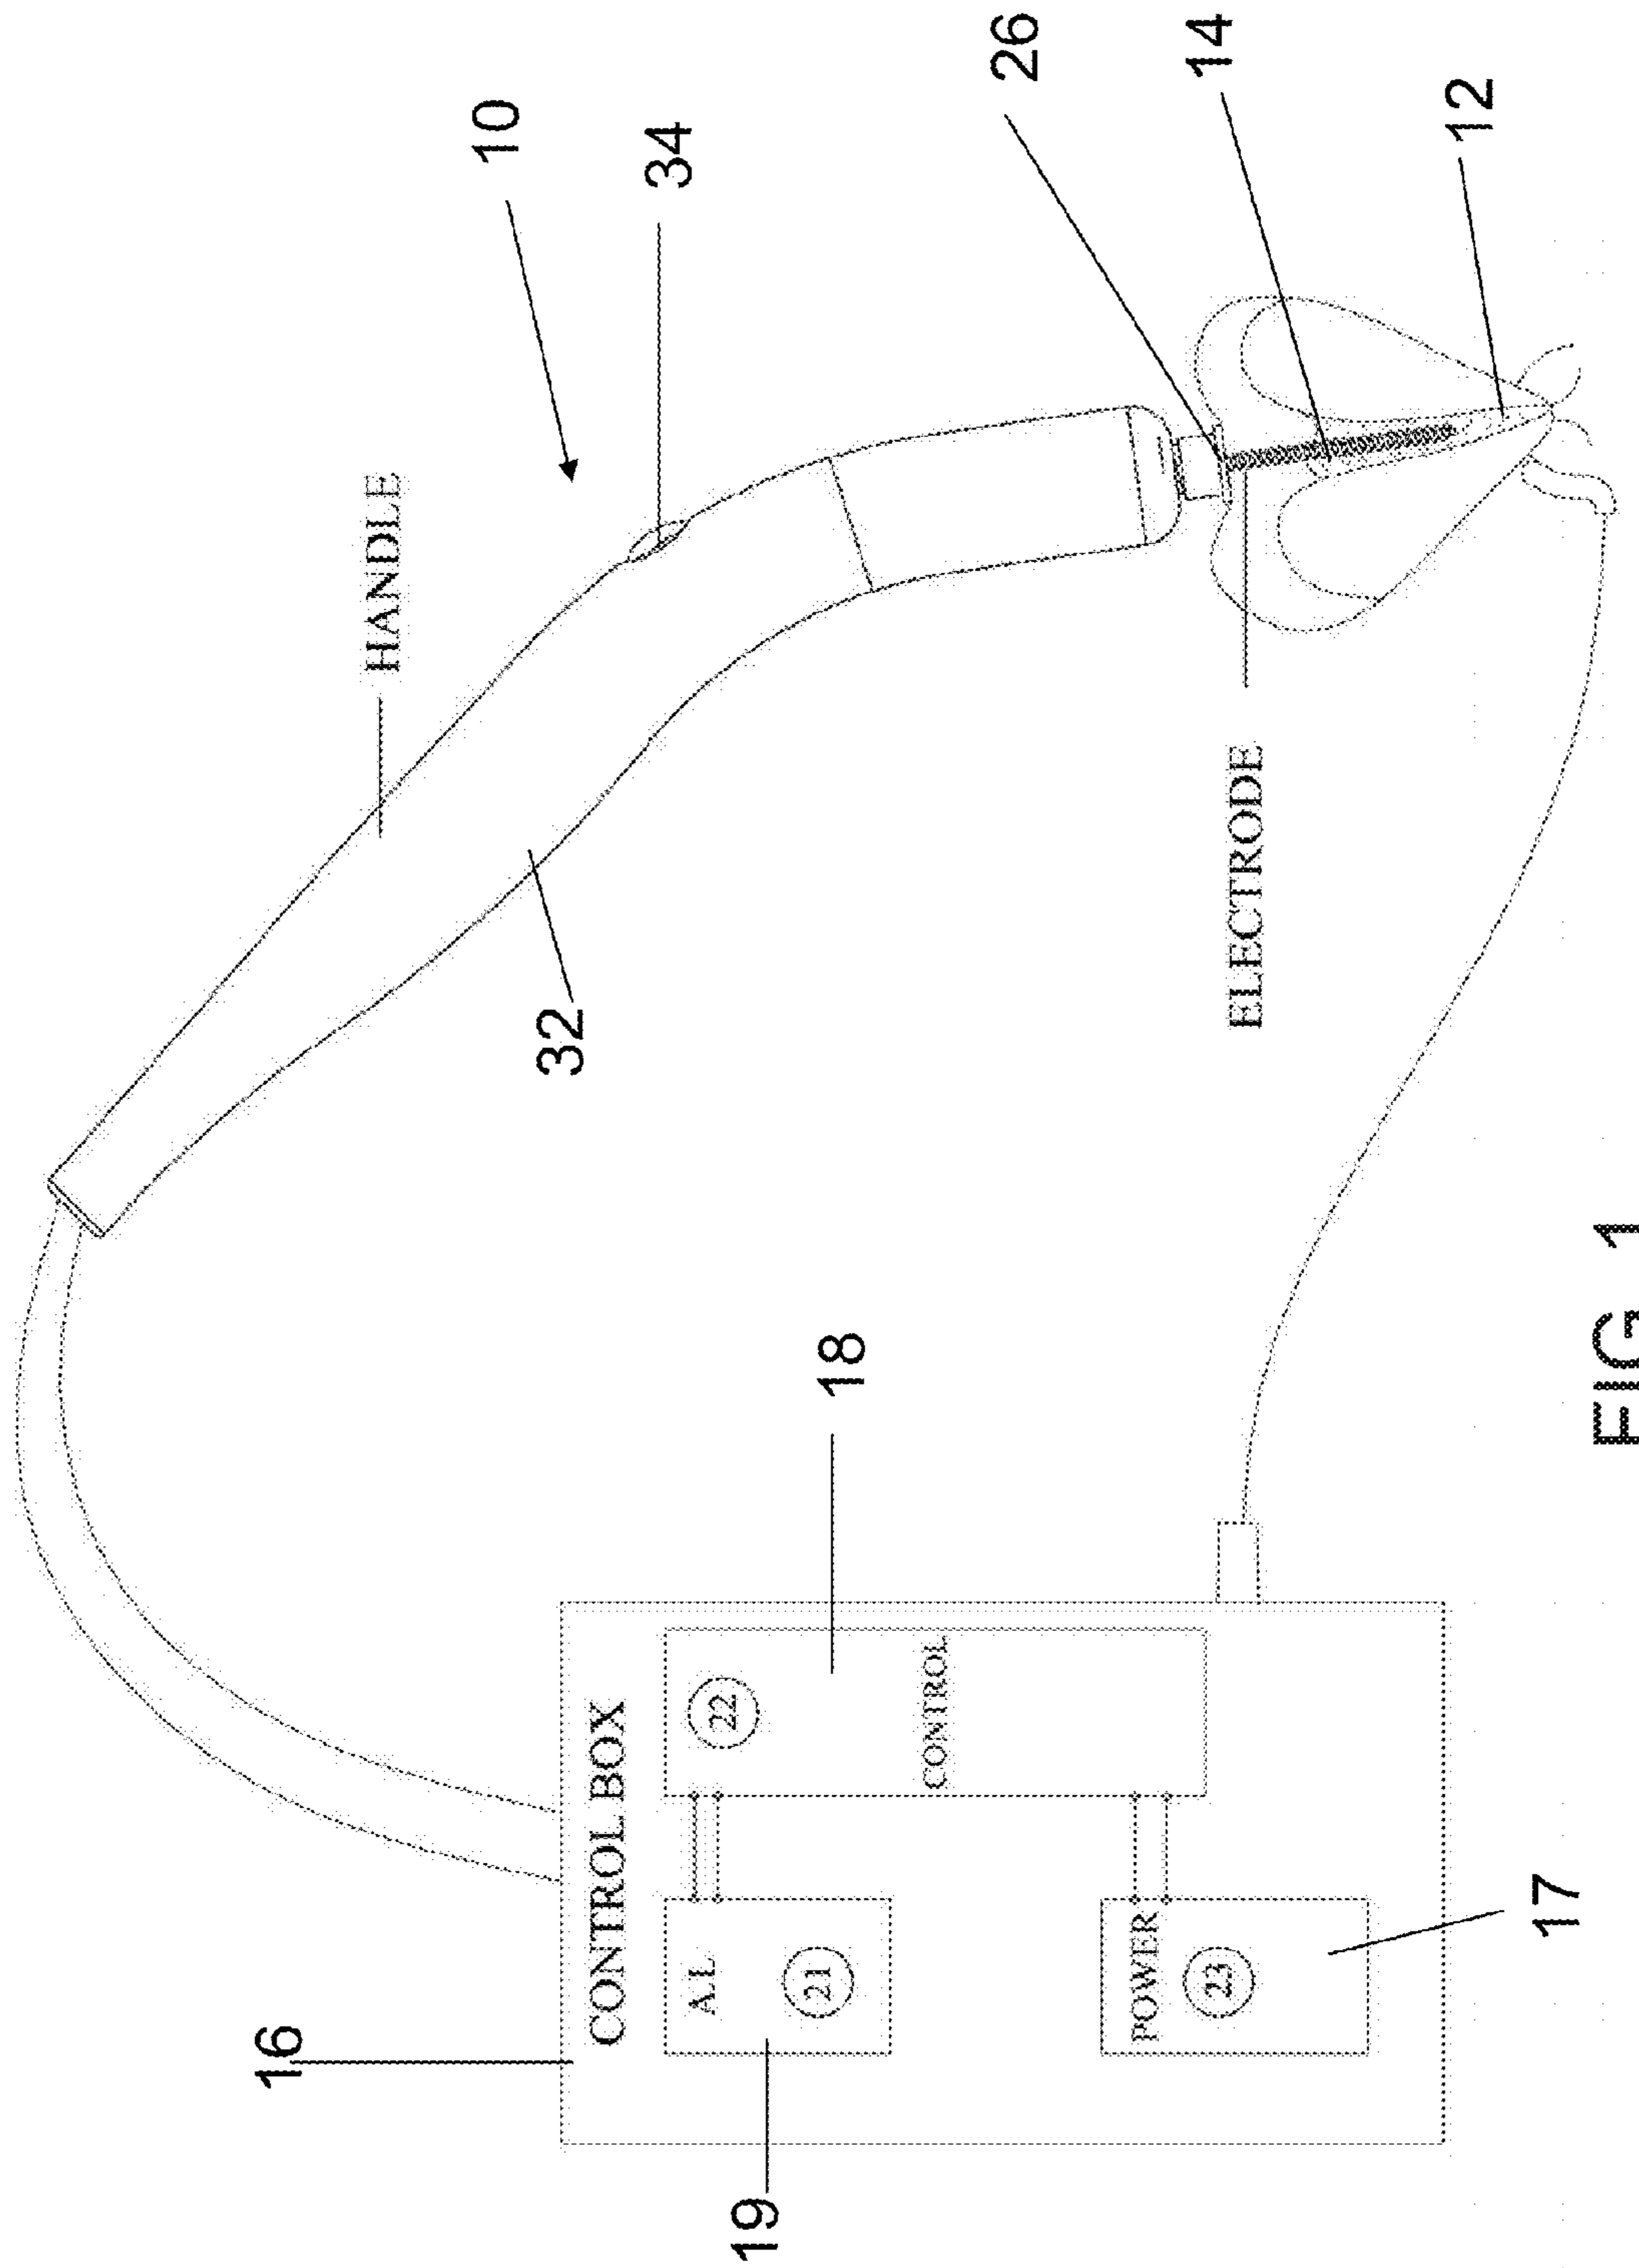 16
HANDLE
10
32
CONTROL BOX
34
A.L
22
19
21
18
CONTROL
26
POWER
14
23
ELECTRODE
12
17
FIG 1